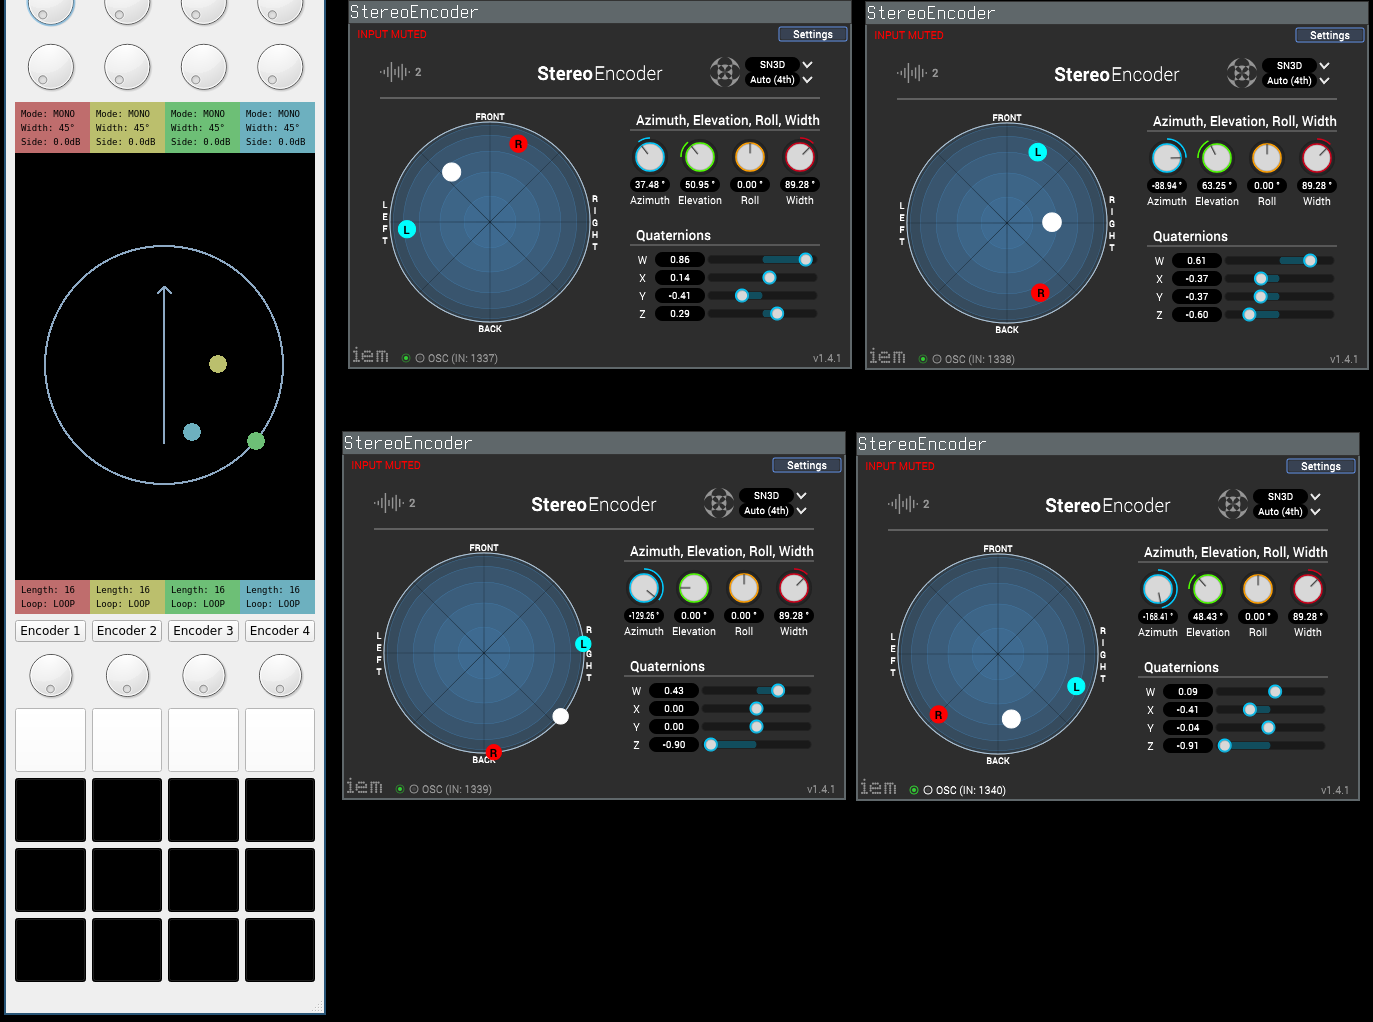 Mode: MONO Mode: MONO Mode: MONO Mode: MONO
Width: 45° Width: 45° Width: 45° Width: 45°
Side: 0.0dB Side: 0.0dB Side: 0.0dB Side: 0.0dB
Length: 16 Length: 16 Length: 16 Length: 16
Loop: LOOP Loop: LOOP Loop: LOOP Loop: LOOP
Encoder 1 Encoder 2 Encoder 3 Encoder 4
StereoEncoder
INPUT MUTED
Settings
2
StereoEncoder
SN3D
Auto (4th)
FRONT
LEFT
RIGHT
BACK
R
L
Azimuth, Elevation, Roll, Width
37.48 ° 50.95 ° 0.00 ° 89.28 °
Azimuth Elevation Roll Width
Quaternions
W 0.86
X 0.14
Y -0.41
Z 0.29
iem
OSC (IN: 1337)
v1.4.1
StereoEncoder
INPUT MUTED
Settings
2
StereoEncoder
SN3D
Auto (4th)
FRONT
LEFT
RIGHT
BACK
L
R
Azimuth, Elevation, Roll, Width
-88.94 ° 63.25 ° 0.00 ° 89.28 °
Azimuth Elevation Roll Width
Quaternions
W 0.61
X -0.37
Y -0.37
Z -0.60
iem
OSC (IN: 1338)
v1.4.1
StereoEncoder
INPUT MUTED
Settings
2
StereoEncoder
SN3D
Auto (4th)
FRONT
LEFT
RIGHT
BACK
L
R
Azimuth, Elevation, Roll, Width
-129.26 ° 0.00 ° 0.00 ° 89.28 °
Azimuth Elevation Roll Width
Quaternions
W 0.43
X 0.00
Y 0.00
Z -0.90
iem
OSC (IN: 1339)
v1.4.1
StereoEncoder
INPUT MUTED
Settings
2
StereoEncoder
SN3D
Auto (4th)
FRONT
LEFT
RIGHT
BACK
L
R
Azimuth, Elevation, Roll, Width
-168.41 ° 48.43 ° 0.00 ° 89.28 °
Azimuth Elevation Roll Width
Quaternions
W 0.09
X -0.41
Y -0.04
Z -0.91
iem
OSC (IN: 1340)
v1.4.1